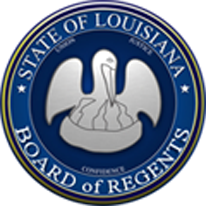 ★ STATE OF LOUISIANA ★
UNION
JUSTICE
CONFIDENCE
BOARD of REGENTS